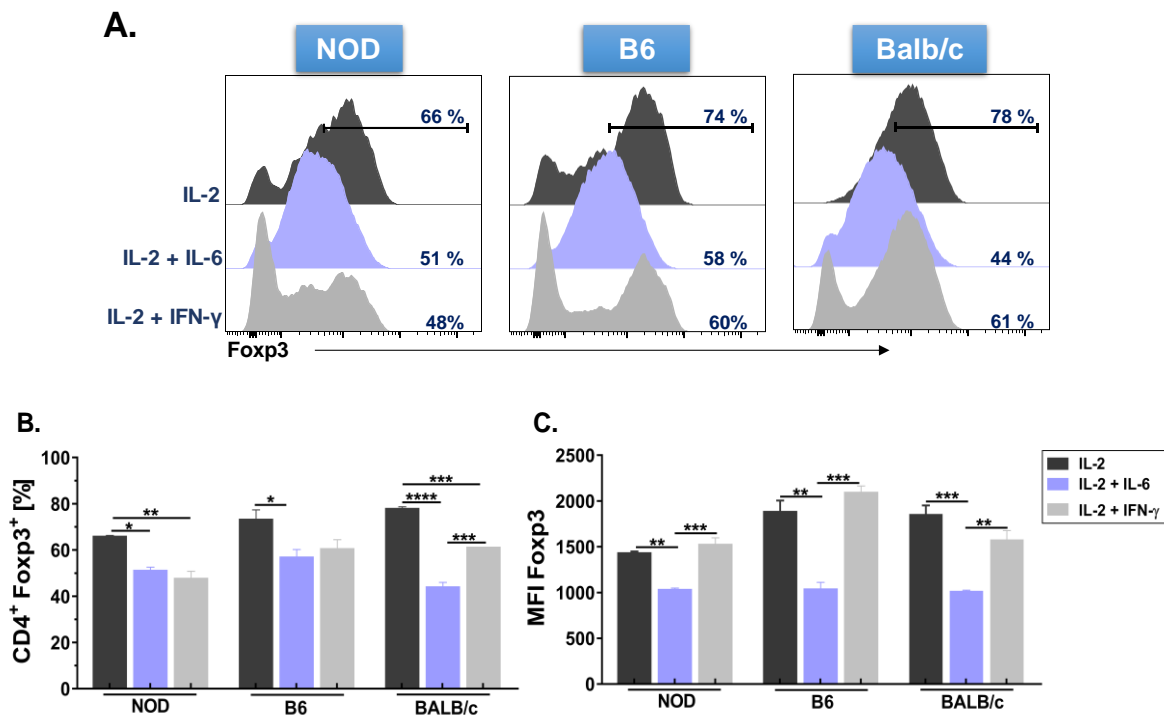 A.
NOD B6 Balb/c
66 % 74 % 78 %
IL-2
IL-2 + IL-6 51 % 58 % 44 %
IL-2 + IFN-γ 48% 60% 61 %
Foxp3
B.
CD4+ Foxp3+ [%]
100
80
60
40
20
0
** * * *** **** ***
NOD B6 BALB/c
C.
MFI Foxp3
2500
2000
1500
1000
500
0
** *** ** *** *** **
NOD B6 BALB/c
IL-2
IL-2 + IL-6
IL-2 + IFN-γ